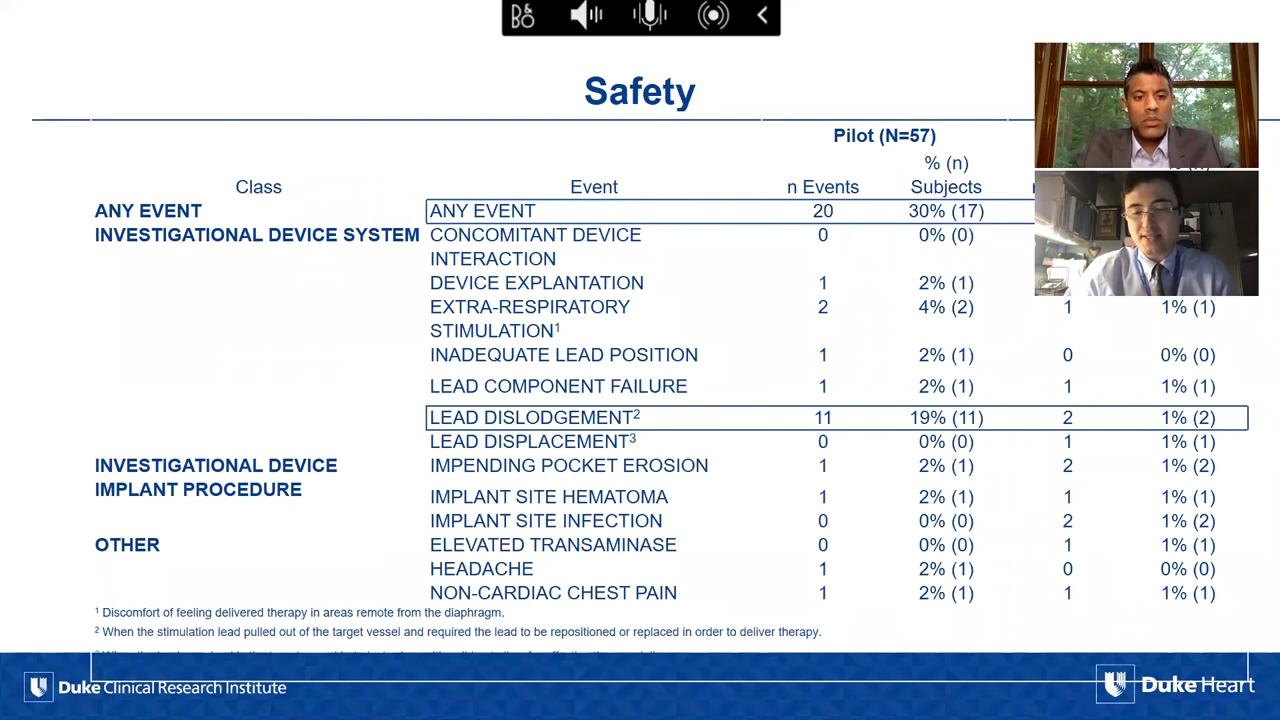 B&O
Safety
Pilot (N=57)
% (n)
Class Event n Events Subjects
ANY EVENT ANY EVENT 20 30% (17)
INVESTIGATIONAL DEVICE SYSTEM CONCOMITANT DEVICE 0 0% (0)
INTERACTION
DEVICE EXPLANTATION 1 2% (1)
EXTRA-RESPIRATORY 2 4% (2) 1 1% (1)
STIMULATION¹
INADEQUATE LEAD POSITION 1 2% (1) 0 0% (0)
LEAD COMPONENT FAILURE 1 2% (1) 1 1% (1)
LEAD DISLODGEMENT² 11 19% (11) 2 1% (2)
LEAD DISPLACEMENT³ 0 0% (0) 1 1% (1)
INVESTIGATIONAL DEVICE IMPENDING POCKET EROSION 1 2% (1) 2 1% (2)
IMPLANT PROCEDURE
IMPLANT SITE HEMATOMA 1 2% (1) 1 1% (1)
IMPLANT SITE INFECTION 0 0% (0) 2 1% (2)
OTHER ELEVATED TRANSAMINASE 0 0% (0) 1 1% (1)
HEADACHE 1 2% (1) 0 0% (0)
NON-CARDIAC CHEST PAIN 1 2% (1) 1 1% (1)
¹ Discomfort of feeling delivered therapy in areas remote from the diaphragm.
² When the stimulation lead pulled out of the target vessel and required the lead to be repositioned or replaced in order to deliver therapy.
Duke Clinical Research Institute
Duke Heart